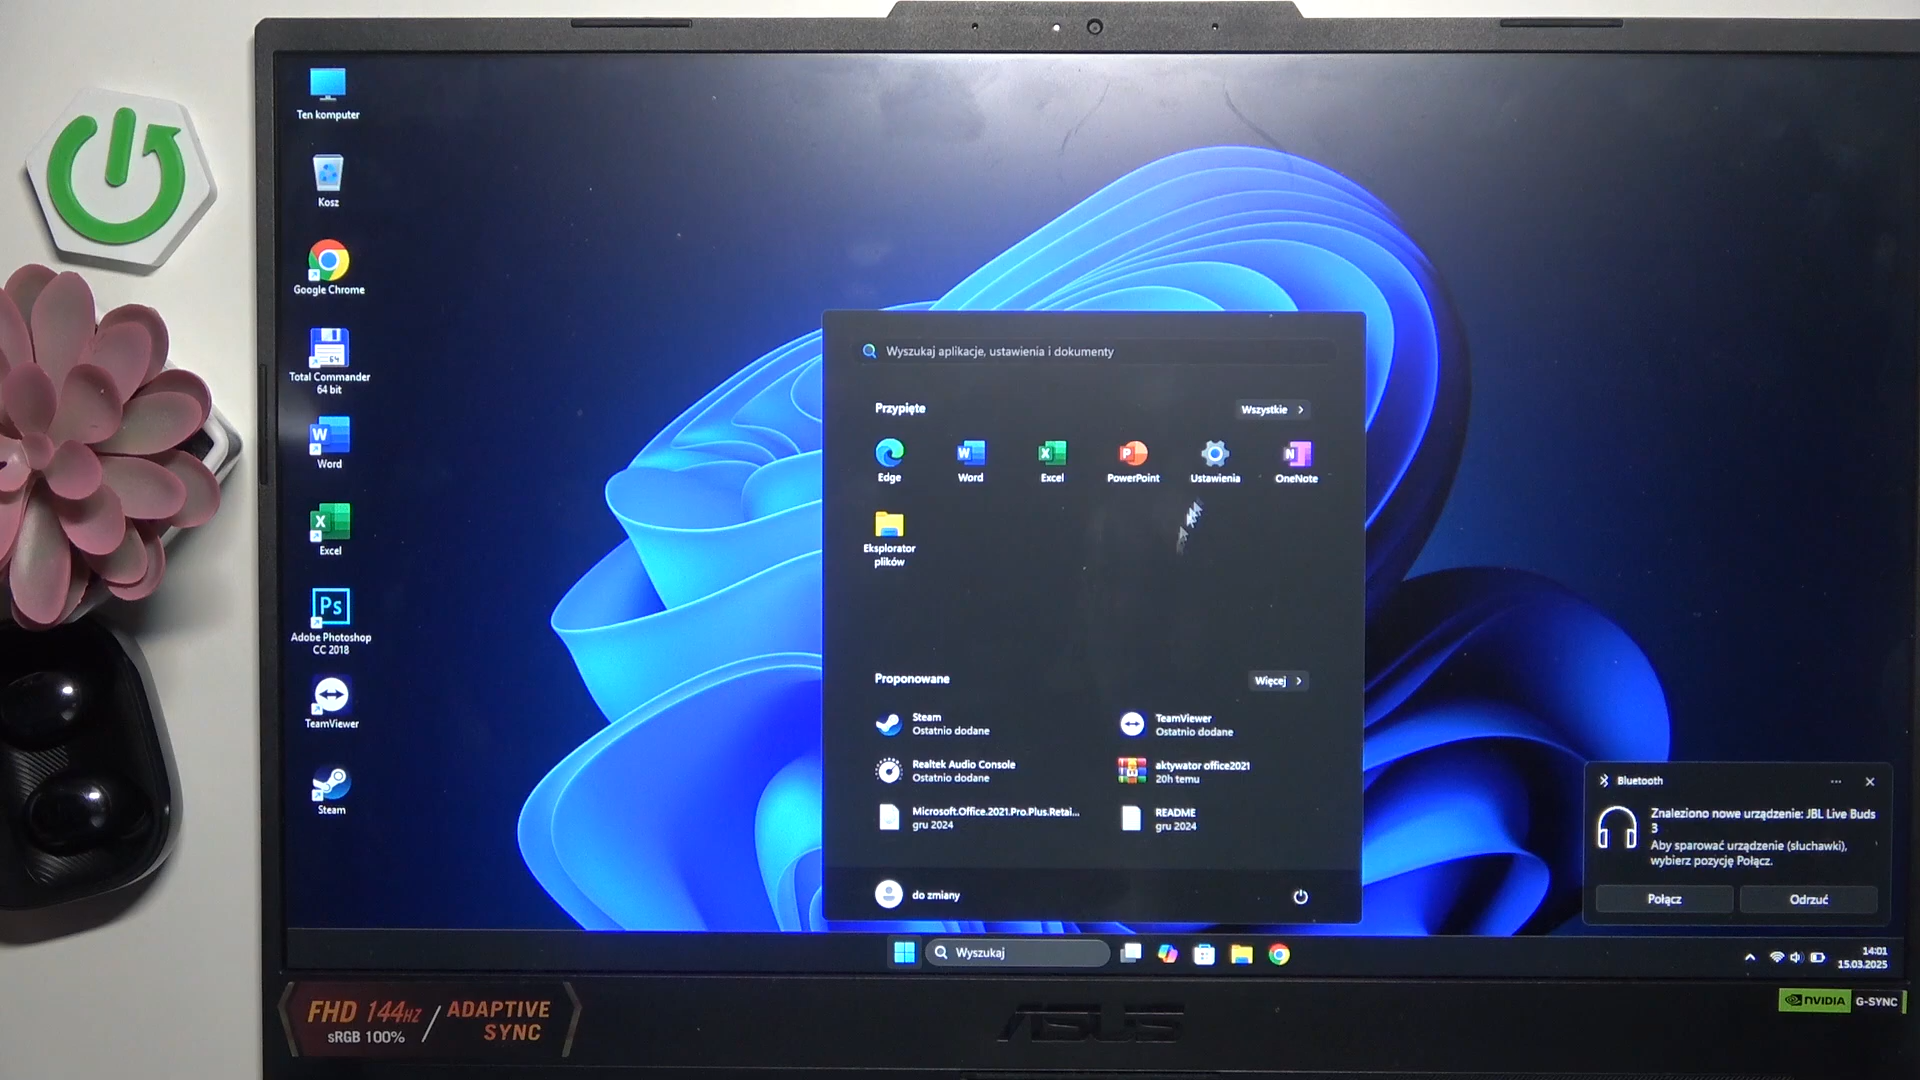 Ten komputer
Kosz
Google Chrome
Total Commander
64 bit
64
W
Word
X
Excel
Ps
Adobe Photoshop
CC 2018
TeamViewer
Steam
Wyszukaj aplikacje, ustawienia i dokumenty
Przypięte
Wszystkie
W
X
P
N
Edge
Word
Excel
PowerPoint
Ustawienia
OneNote
Eksplorator
plików
Proponowane
Więcej
Steam
Ostatnio dodane
TeamViewer
Ostatnio dodane
Realtek Audio Console
Ostatnio dodane
aktywator office2021
20h temu
Microsoft.Office.2021.Pro.Plus.Retai...
gru 2024
README
gru 2024
do zmiany
Bluetooth
Znaleziono nowe urządzenie: JBL Live Buds
3
Aby sparować urządzenie (słuchawki),
wybierz pozycję Połącz.
Połącz
Odrzuć
Wyszukaj
14:01
15.03.2025
FHD 144HZ
sRGB 100%
/
ADAPTIVE
SYNC
ASUS
NVIDIA
G-SYNC